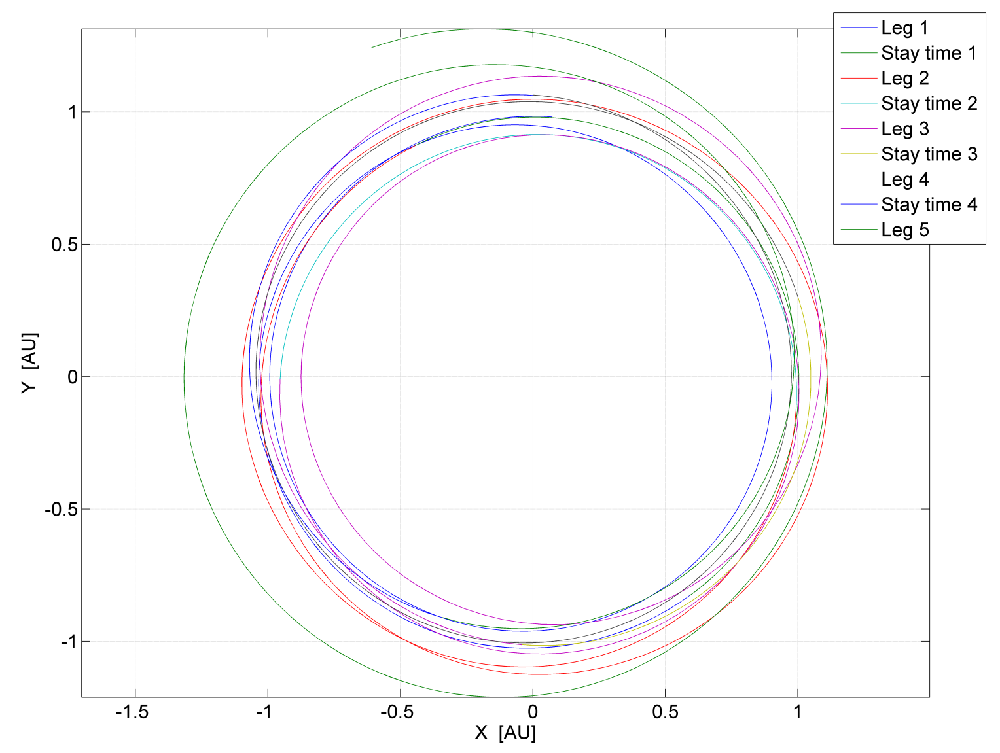 Leg 1
Stay time 1
Leg 2
Stay time 2
Leg 3
Stay time 3
Leg 4
Stay time 4
Leg 5
1
0.5
0
-0.5
-1
Y [AU]
-1.5 -1 -0.5 0 0.5 1
X [AU]